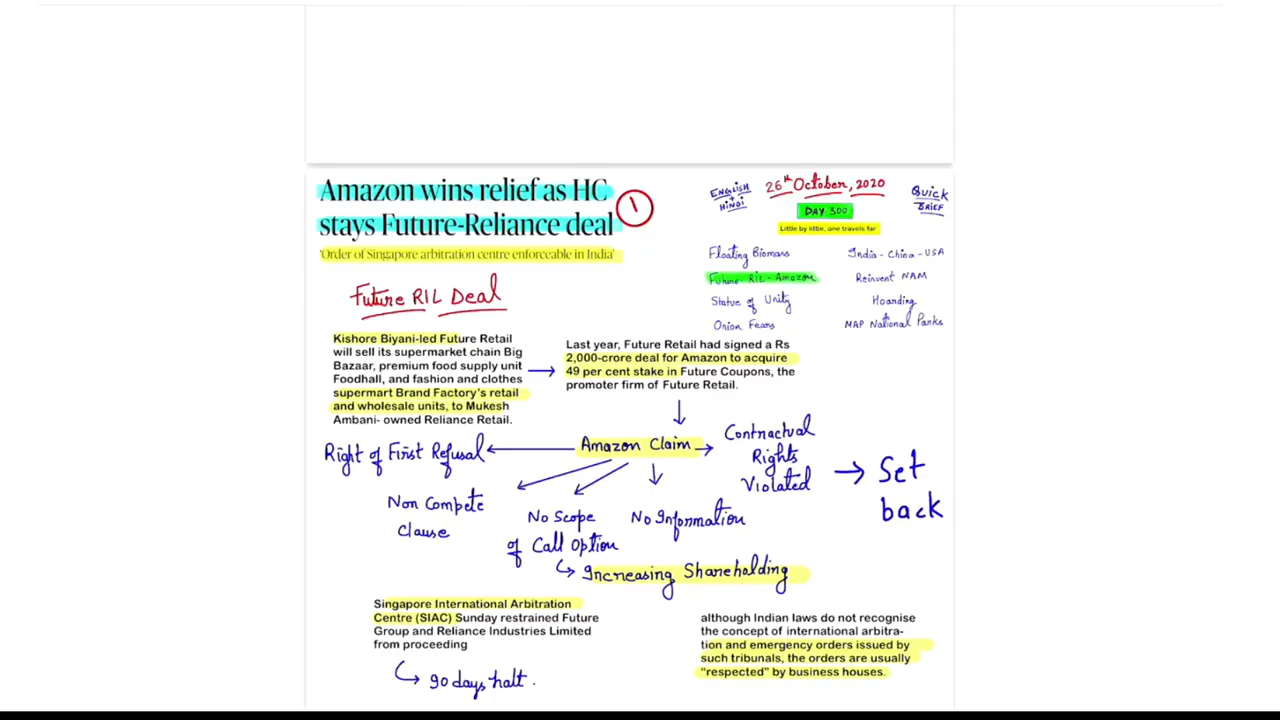 Amazon wins relief as HC
stays Future-Reliance deal
1
'Order of Singapore arbitration centre enforceable in India'
ENGLISH
+
HINDI
26th October, 2020
DAY 300
Little by little, one travels far
Quick
BRIEF
Floating Biomass
India - China - USA
Future - RIL - Amazon
Reinvent NAM
Statue of Unity
Hoarding
Onion Fears
MAP National Parks
Future RIL Deal
Kishore Biyani-led Future Retail
will sell its supermarket chain Big
Bazaar, premium food supply unit
Foodhall, and fashion and clothes
supermart Brand Factory's retail
and wholesale units, to Mukesh
Ambani- owned Reliance Retail.
Last year, Future Retail had signed a Rs
2,000-crore deal for Amazon to acquire
49 per cent stake in Future Coupons, the
promoter firm of Future Retail.
Amazon Claim
Right of First Refusal
Non Compete
Clause
No Scope
of Call Option
Increasing Shareholding
No Information
Contractual
Rights
Violated
Set
back
Singapore International Arbitration
Centre (SIAC) Sunday restrained Future
Group and Reliance Industries Limited
from proceeding
90 days halt.
although Indian laws do not recognise
the concept of international arbitra-
tion and emergency orders issued by
such tribunals, the orders are usually
"respected" by business houses.